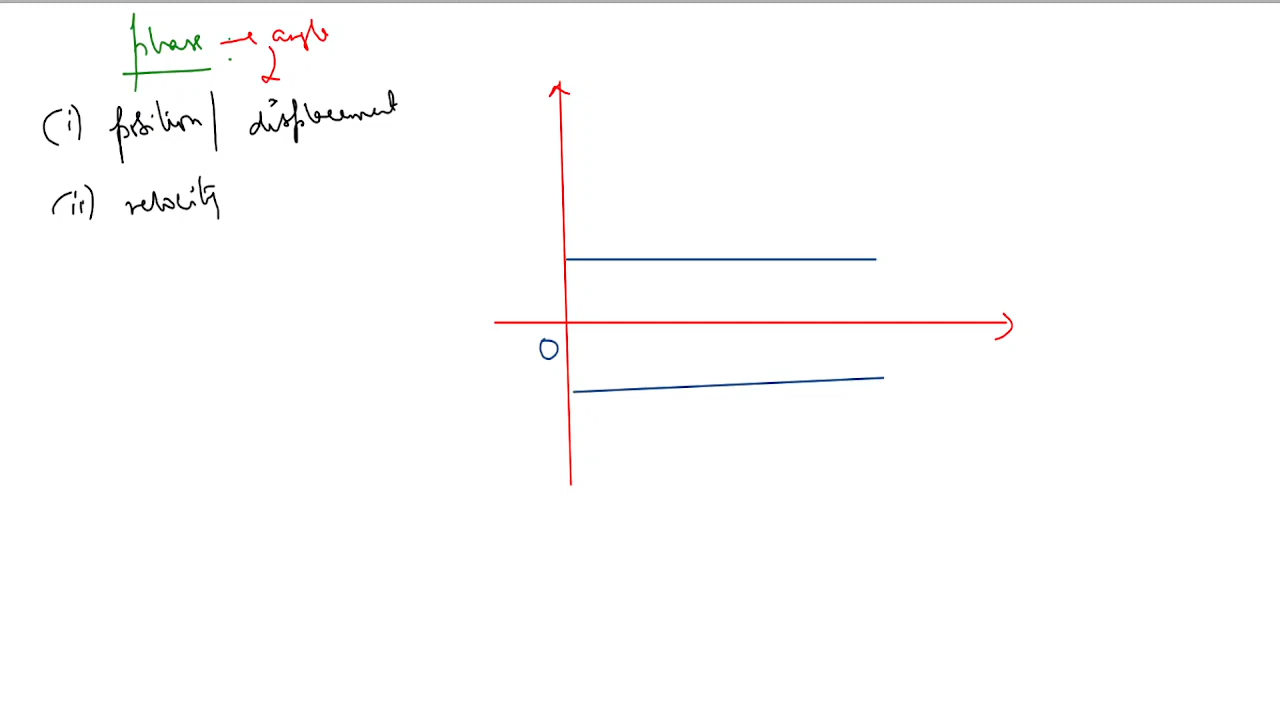 phase → angle
(i) position | displacement
(ii) velocity
O